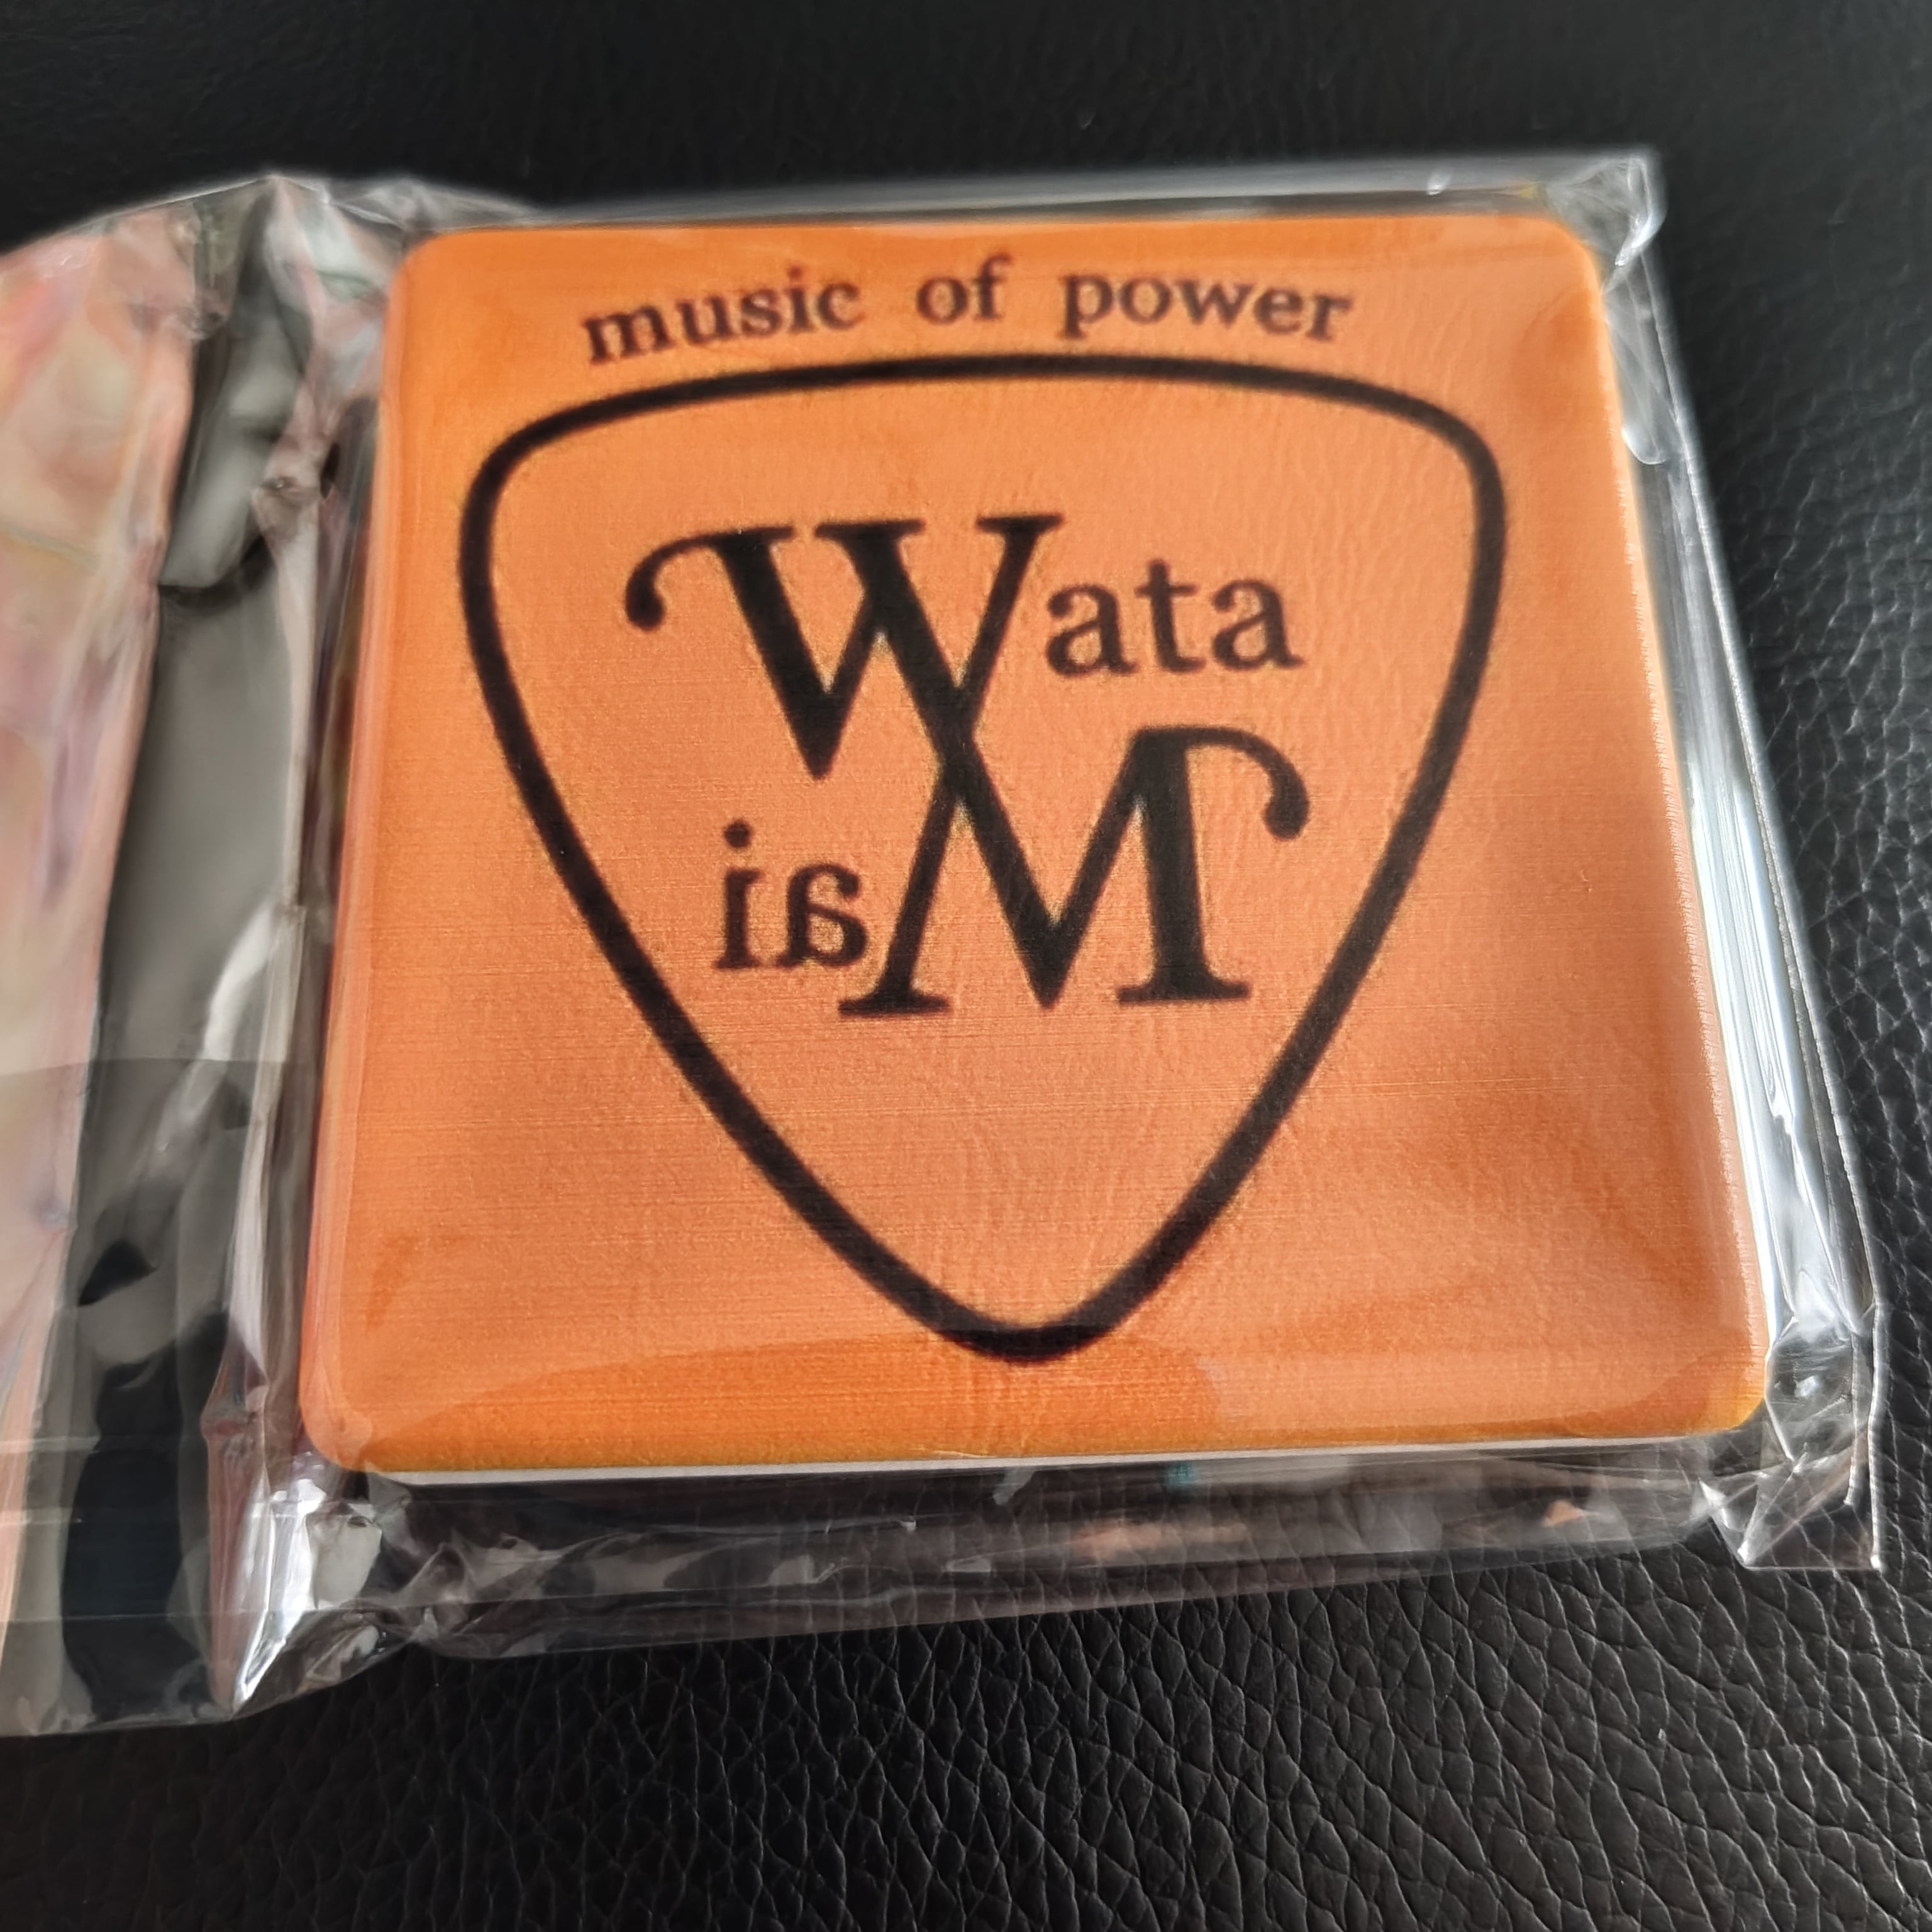 music of power
Wata
Mai